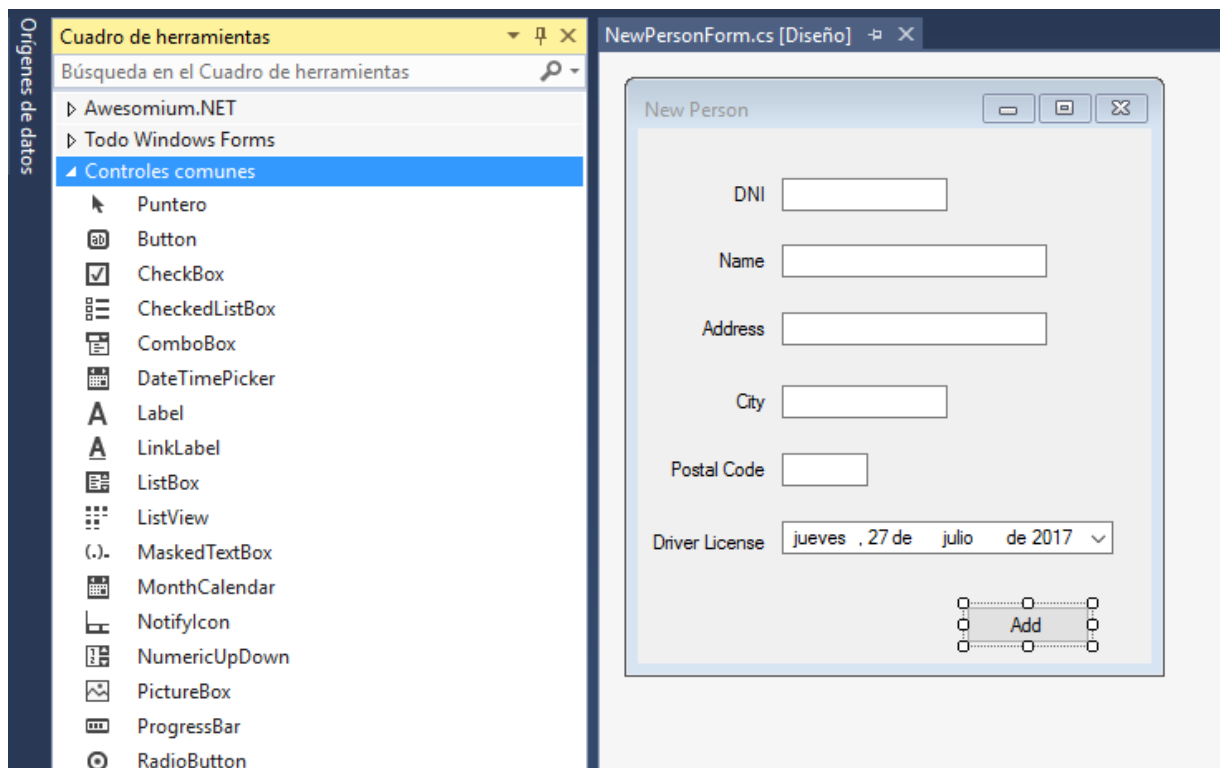 Orígenes de datos
Cuadro de herramientas
Búsqueda en el Cuadro de herramientas
Awesomium.NET
Todo Windows Forms
Controles comunes
Puntero
Button
CheckBox
CheckedListBox
ComboBox
DateTimePicker
Label
LinkLabel
ListBox
ListView
MaskedTextBox
MonthCalendar
NotifyIcon
NumericUpDown
PictureBox
ProgressBar
RadioButton
NewPersonForm.cs [Diseño]
New Person
DNI
Name
Address
City
Postal Code
Driver License jueves , 27 de julio de 2017
Add